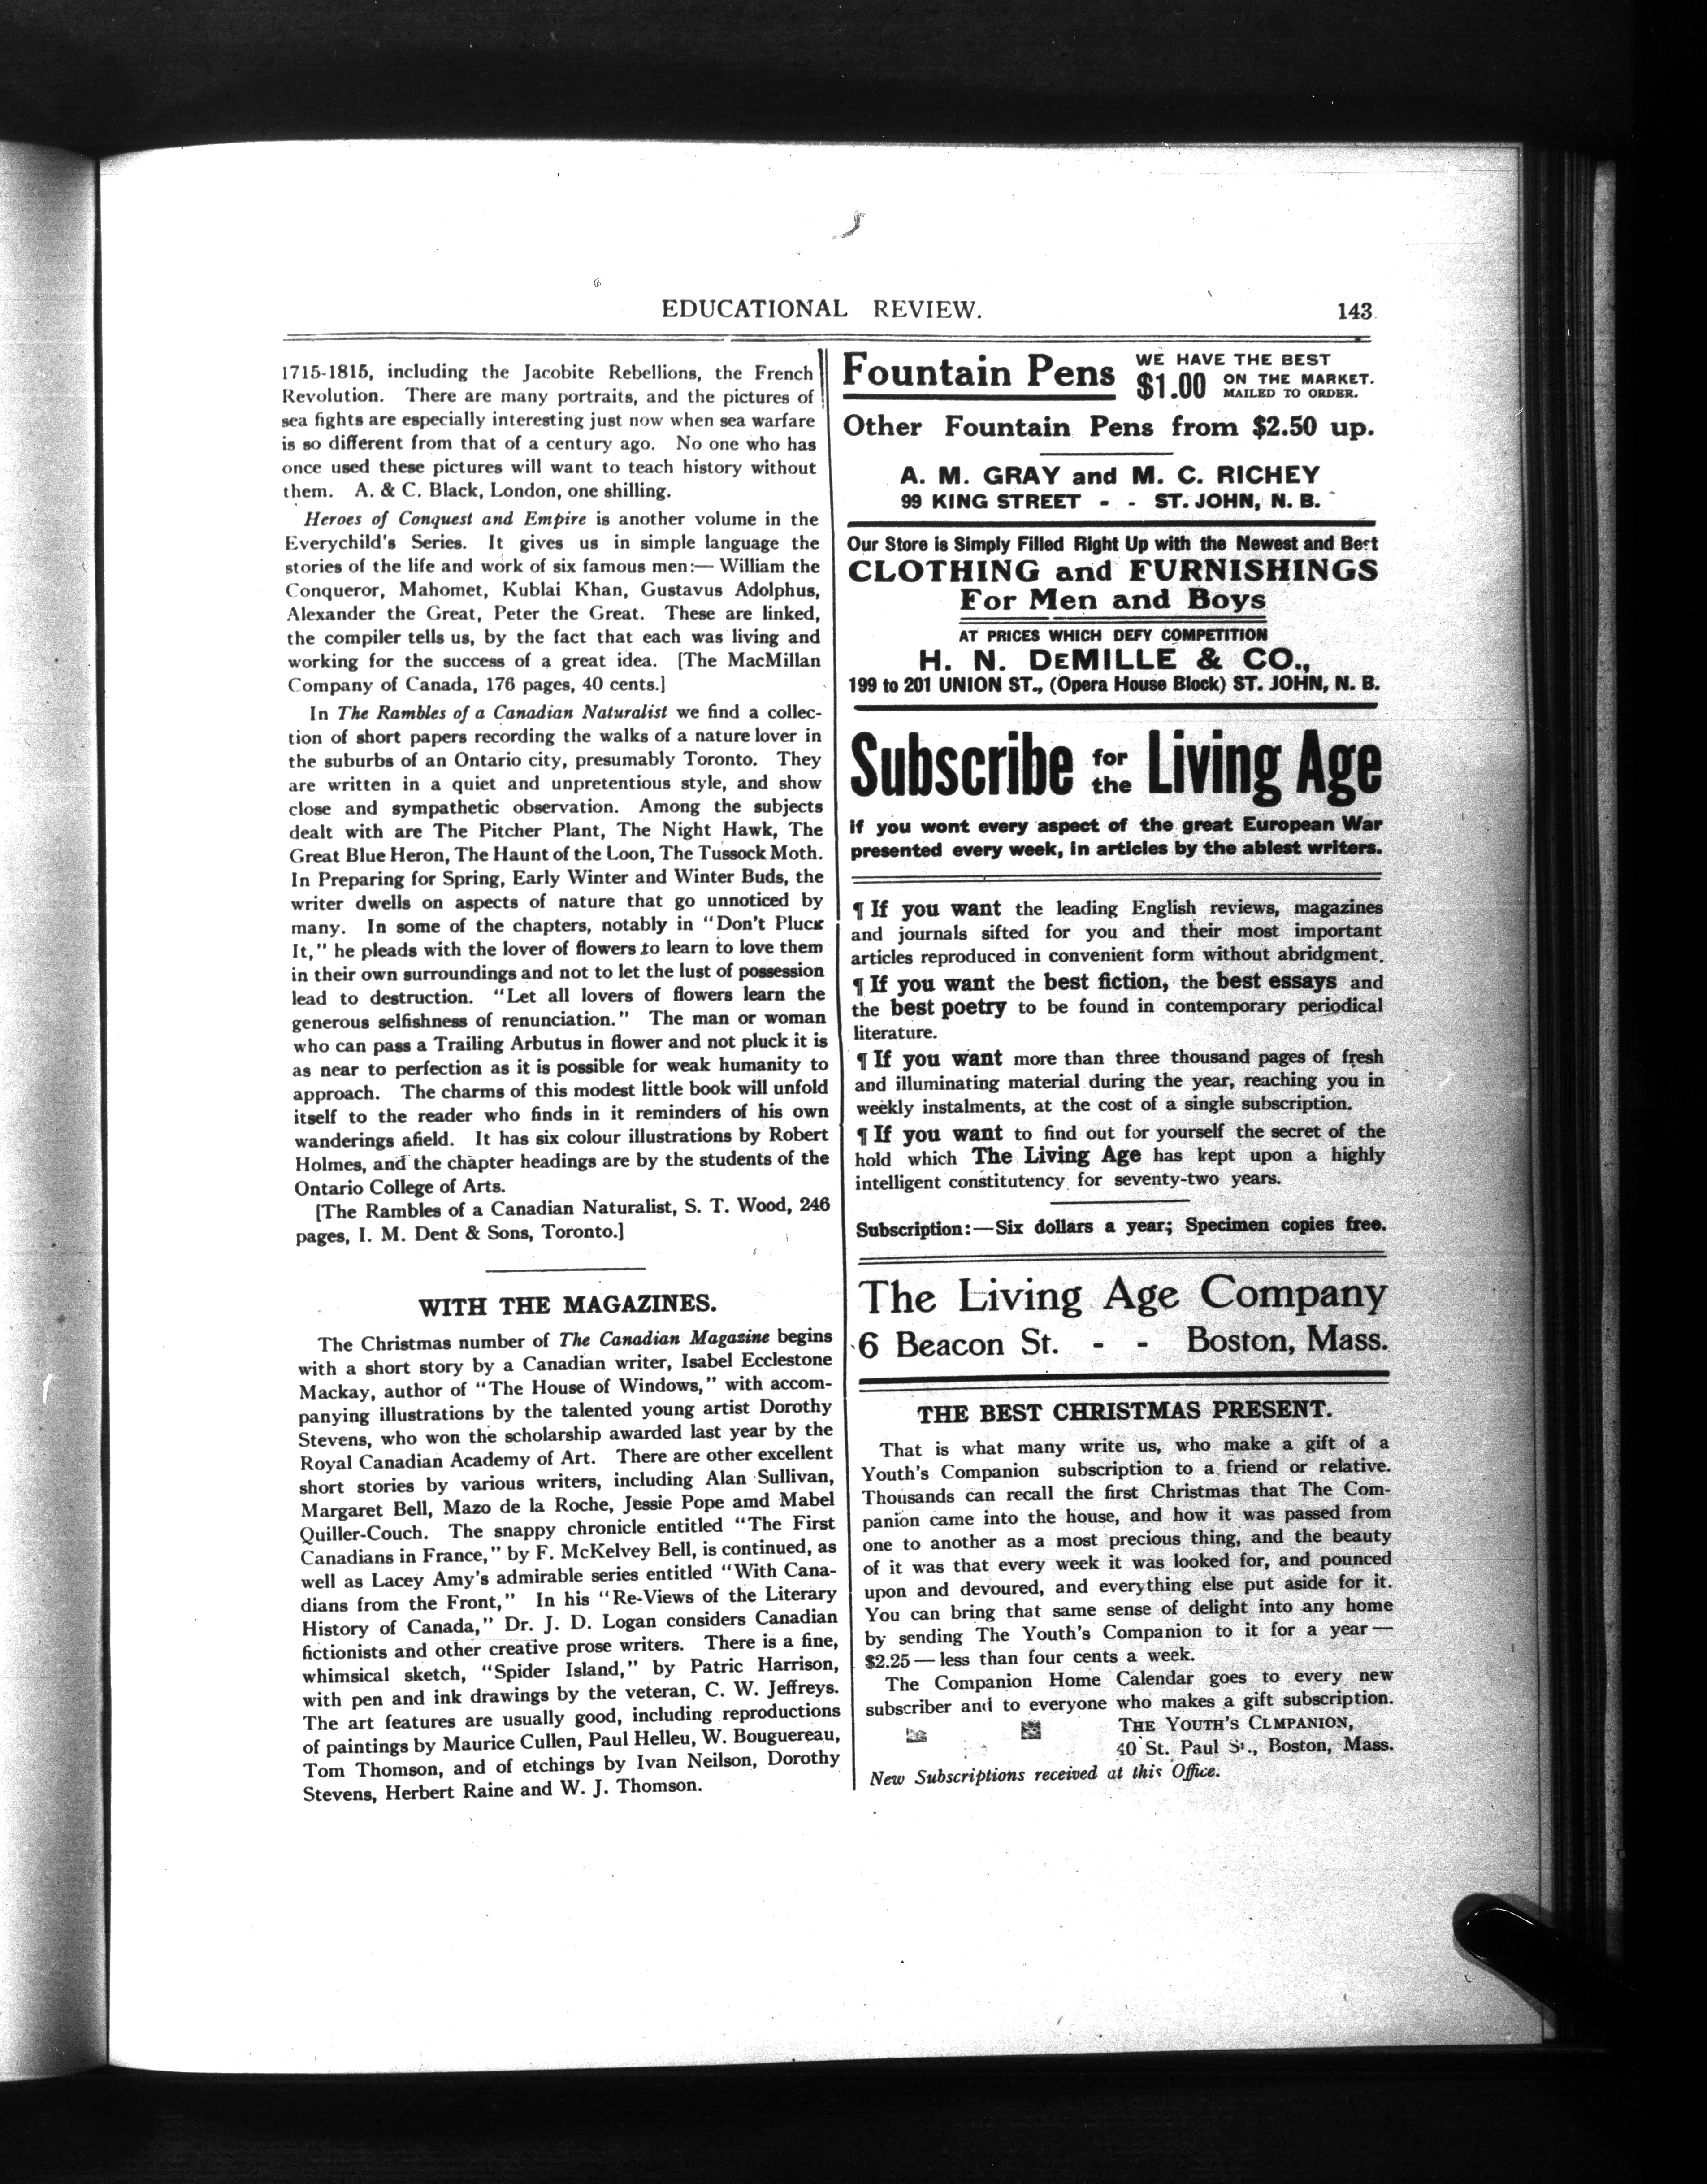 EDUCATIONAL REVIEW. 143
1715-1815, including the Jacobite Rebellions, the French
Revolution. There are many portraits, and the pictures of
sea fights are especially interesting just now when sea warfare
is so different from that of a century ago. No one who has
once used these pictures will want to teach history without
them. A. & C. Black, London, one shilling.
Heroes of Conquest and Empire is another volume in the
Everychild's Series. It gives us in simple language the
stories of the life and work of six famous men:— William the
Conqueror, Mahomet, Kublai Khan, Gustavus Adolphus,
Alexander the Great, Peter the Great. These are linked,
the compiler tells us, by the fact that each was living and
working for the success of a great idea. [The MacMillan
Company of Canada, 176 pages, 40 cents.]
In The Rambles of a Canadian Naturalist we find a collec-
tion of short papers recording the walks of a nature lover in
the suburbs of an Ontario city, presumably Toronto. They
are written in a quiet and unpretentious style, and show
close and sympathetic observation. Among the subjects
dealt with are The Pitcher Plant, The Night Hawk, The
Great Blue Heron, The Haunt of the Loon, The Tussock Moth.
In Preparing for Spring, Early Winter and Winter Buds, the
writer dwells on aspects of nature that go unnoticed by
many. In some of the chapters, notably in "Don't Pluck
It," he pleads with the lover of flowers to learn to love them
in their own surroundings and not to let the lust of possession
lead to destruction. "Let all lovers of flowers learn the
generous selfishness of renunciation." The man or woman
who can pass a Trailing Arbutus in flower and not pluck it is
as near to perfection as it is possible for weak humanity to
approach. The charms of this modest little book will unfold
itself to the reader who finds in it reminders of his own
wanderings afield. It has six colour illustrations by Robert
Holmes, and the chapter headings are by the students of the
Ontario College of Arts.
[The Rambles of a Canadian Naturalist, S. T. Wood, 246
pages, I. M. Dent & Sons, Toronto.]
WITH THE MAGAZINES.
The Christmas number of The Canadian Magazine begins
with a short story by a Canadian writer, Isabel Ecclestone
Mackay, author of "The House of Windows," with accom-
panying illustrations by the talented young artist Dorothy
Stevens, who won the scholarship awarded last year by the
Royal Canadian Academy of Art. There are other excellent
short stories by various writers, including Alan Sullivan,
Margaret Bell, Mazo de la Roche, Jessie Pope amd Mabel
Quiller-Couch. The snappy chronicle entitled "The First
Canadians in France," by F. McKelvey Bell, is continued, as
well as Lacey Amy's admirable series entitled "With Cana-
dians from the Front," In his "Re-Views of the Literary
History of Canada," Dr. J. D. Logan considers Canadian
fictionists and other creative prose writers. There is a fine,
whimsical sketch, "Spider Island," by Patric Harrison,
with pen and ink drawings by the veteran, C. W. Jeffreys.
The art features are usually good, including reproductions
of paintings by Maurice Cullen, Paul Helleu, W. Bouguereau,
Tom Thomson, and of etchings by Ivan Neilson, Dorothy
Stevens, Herbert Raine and W. J. Thomson.
Fountain Pens WE HAVE THE BEST
$1.00 ON THE MARKET.
MAILED TO ORDER.
Other Fountain Pens from $2.50 up.
A. M. GRAY and M. C. RICHEY
99 KING STREET - - ST. JOHN, N. B.
Our Store is Simply Filled Right Up with the Newest and Best
CLOTHING and FURNISHINGS
For Men and Boys
AT PRICES WHICH DEFY COMPETITION
H. N. DEMILLE & CO.,
199 to 201 UNION ST., (Opera House Block) ST. JOHN, N. B.
Subscribe for the Living Age
if you wont every aspect of the great European War
presented every week, in articles by the ablest writers.
¶ If you want the leading English reviews, magazines
and journals sifted for you and their most important
articles reproduced in convenient form without abridgment.
¶ If you want the best fiction, the best essays and
the best poetry to be found in contemporary periodical
literature.
¶ If you want more than three thousand pages of fresh
and illuminating material during the year, reaching you in
weekly instalments, at the cost of a single subscription.
¶ If you want to find out for yourself the secret of the
hold which The Living Age has kept upon a highly
intelligent constitutency for seventy-two years.
Subscription:—Six dollars a year; Specimen copies free.
The Living Age Company
6 Beacon St. - - Boston, Mass.
THE BEST CHRISTMAS PRESENT.
That is what many write us, who make a gift of a
Youth's Companion subscription to a friend or relative.
Thousands can recall the first Christmas that The Com-
panion came into the house, and how it was passed from
one to another as a most precious thing, and the beauty
of it was that every week it was looked for, and pounced
upon and devoured, and everything else put aside for it.
You can bring that same sense of delight into any home
by sending The Youth's Companion to it for a year—
$2.25 — less than four cents a week.
The Companion Home Calendar goes to every new
subscriber and to everyone who makes a gift subscription.
THE YOUTH'S CLMPANION,
40 St. Paul St., Boston, Mass.
New Subscriptions received at this Office.